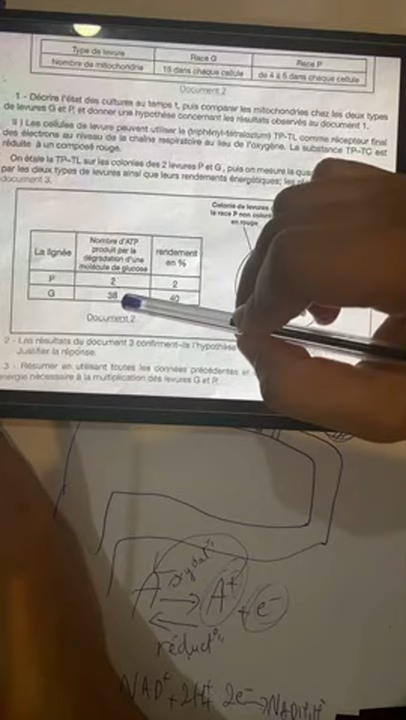 Type de levure Race G Race P
Nombre de mitochondrie 15 dans chaque cellule de 4 à 5 dans chaque cellule
Document 2
1 - Décrire l'état des cultures au temps t, puis comparer les mitochondries chez les deux types
de levures G et P, et donner une hypothèse concernant les résultats observés au document 1.
II ) Les cellules de levure peuvent utiliser le (triphényl-tétrazolium) TP-TL comme récepteur final
des électrons au niveau de la chaîne respiratoire au lieu de l'oxygène. La substance TP-TC est
réduite à un composé rouge.
On étale la TP-TL sur les colonies des 2 levures P et G, puis on mesure la
par les deux types de levures ainsi que leurs rendements énergétiques; les
document 3.
Colonie de levures
la race P non
en rouge
La lignée Nombre d'ATP produit par la dégradation d'une molécule de glucose rendement en %
P 2 2
G 38 40
Document 2
2 - Les résultats du document 3 confirment-ils l'hypothèse
Justifier la réponse.
3 - Résumer en utilisant toutes les données précédentes et
énergie nécessaire à la multiplication des levures G et P.
oxydat°
A → A⁺ + e⁻
réduct°
NAD⁺ + 2H⁺ 2e⁻ → NADH,H⁺